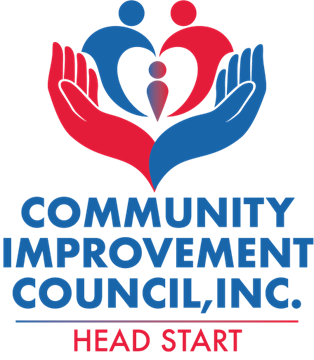 COMMUNITY
IMPROVEMENT
COUNCIL, INC.
HEAD START